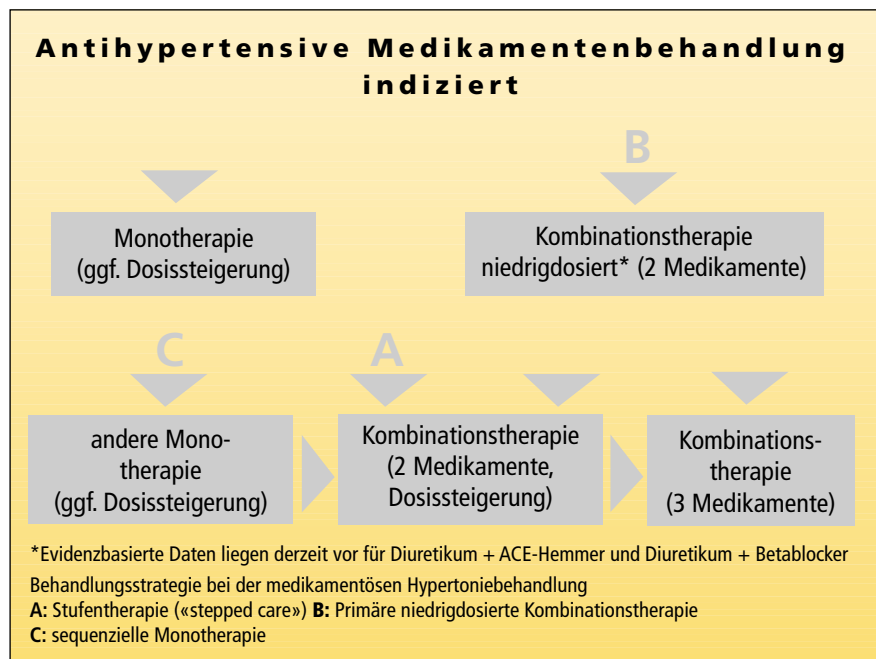 Antihypertensive Medikamentenbehandlung
indiziert
B
Monotherapie
(ggf. Dosissteigerung)
Kombinationstherapie
niedrigdosiert* (2 Medikamente)
C
A
andere Mono-
therapie
(ggf. Dosissteigerung)
Kombinationstherapie
(2 Medikamente,
Dosissteigerung)
Kombinations-
therapie
(3 Medikamente)
*Evidenzbasierte Daten liegen derzeit vor für Diuretikum + ACE-Hemmer und Diuretikum + Betablocker
Behandlungsstrategie bei der medikamentösen Hypertoniebehandlung
A: Stufentherapie («stepped care») B: Primäre niedrigdosierte Kombinationstherapie
C: sequenzielle Monotherapie